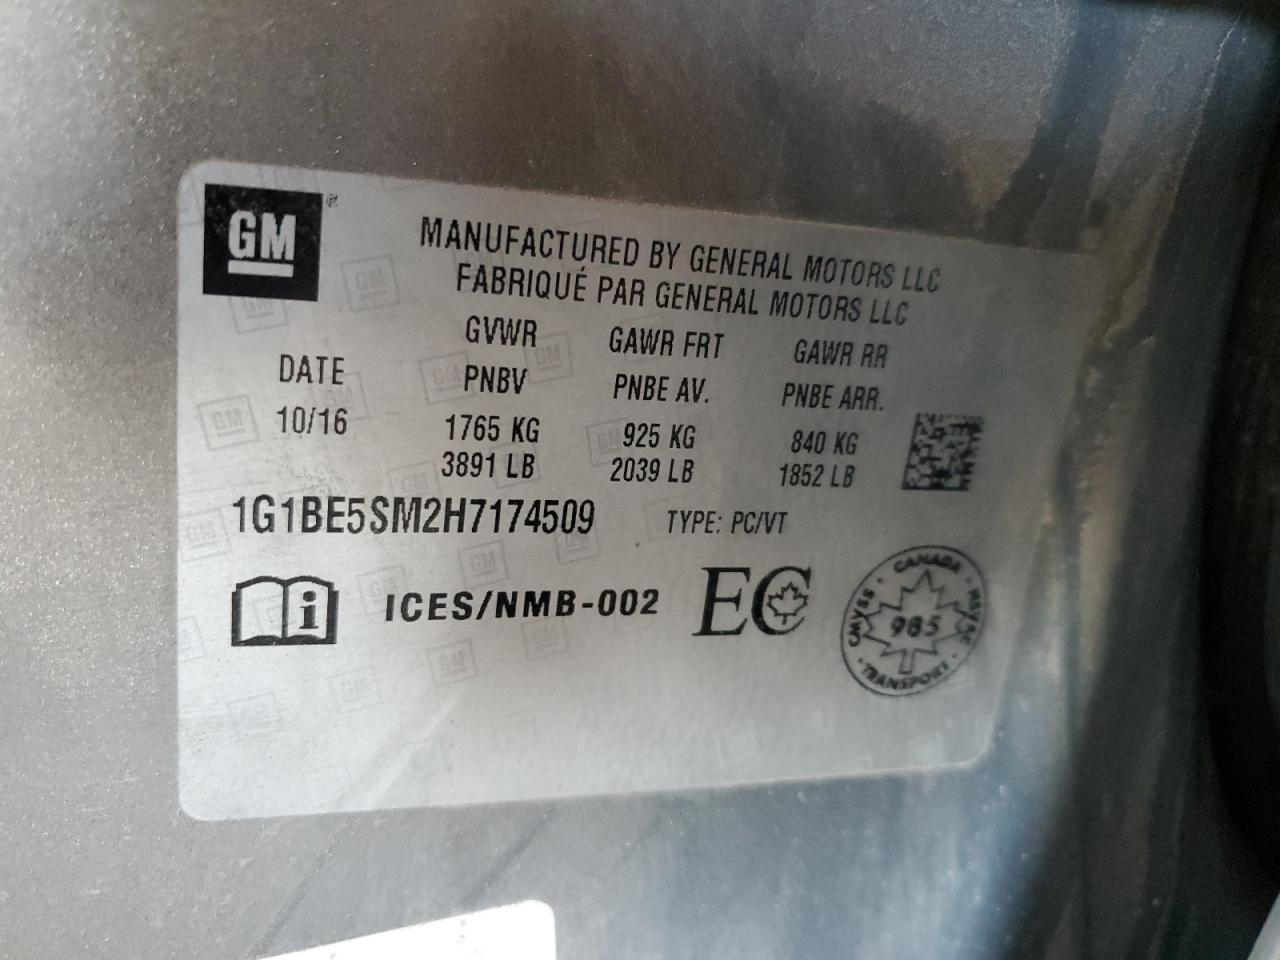 GM®
MANUFACTURED BY GENERAL MOTORS LLC
FABRIQUÉ PAR GENERAL MOTORS LLC
DATE GVWR GAWR FRT GAWR RR
PNBV PNBE AV. PNBE ARR.
10/16 1765 KG 925 KG 840 KG
3891 LB 2039 LB 1852 LB
1G1BE5SM2H7174509 TYPE: PC/VT
i ICES/NMB-002 EC
CANADA
CMVSS 985 NSVAC
TRANSPORT